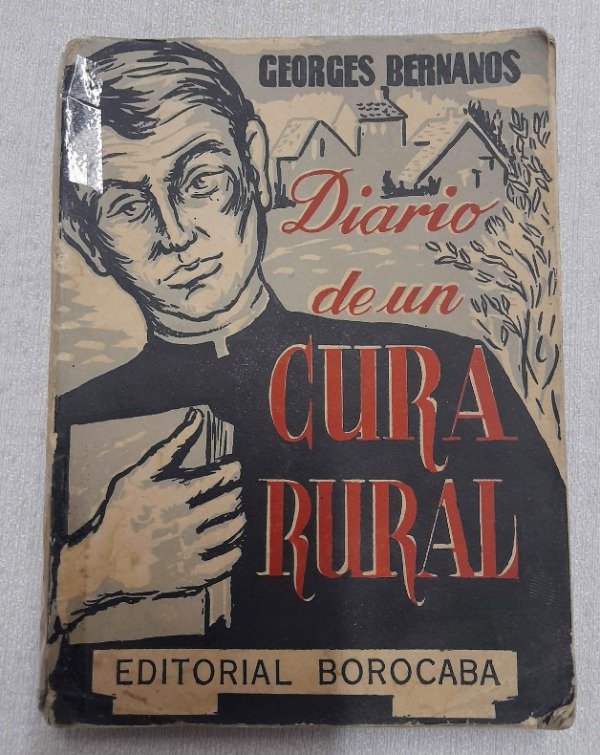 GEORGES BERNANOS
Diario
de un
CURA
RURAL
EDITORIAL BOROCABA